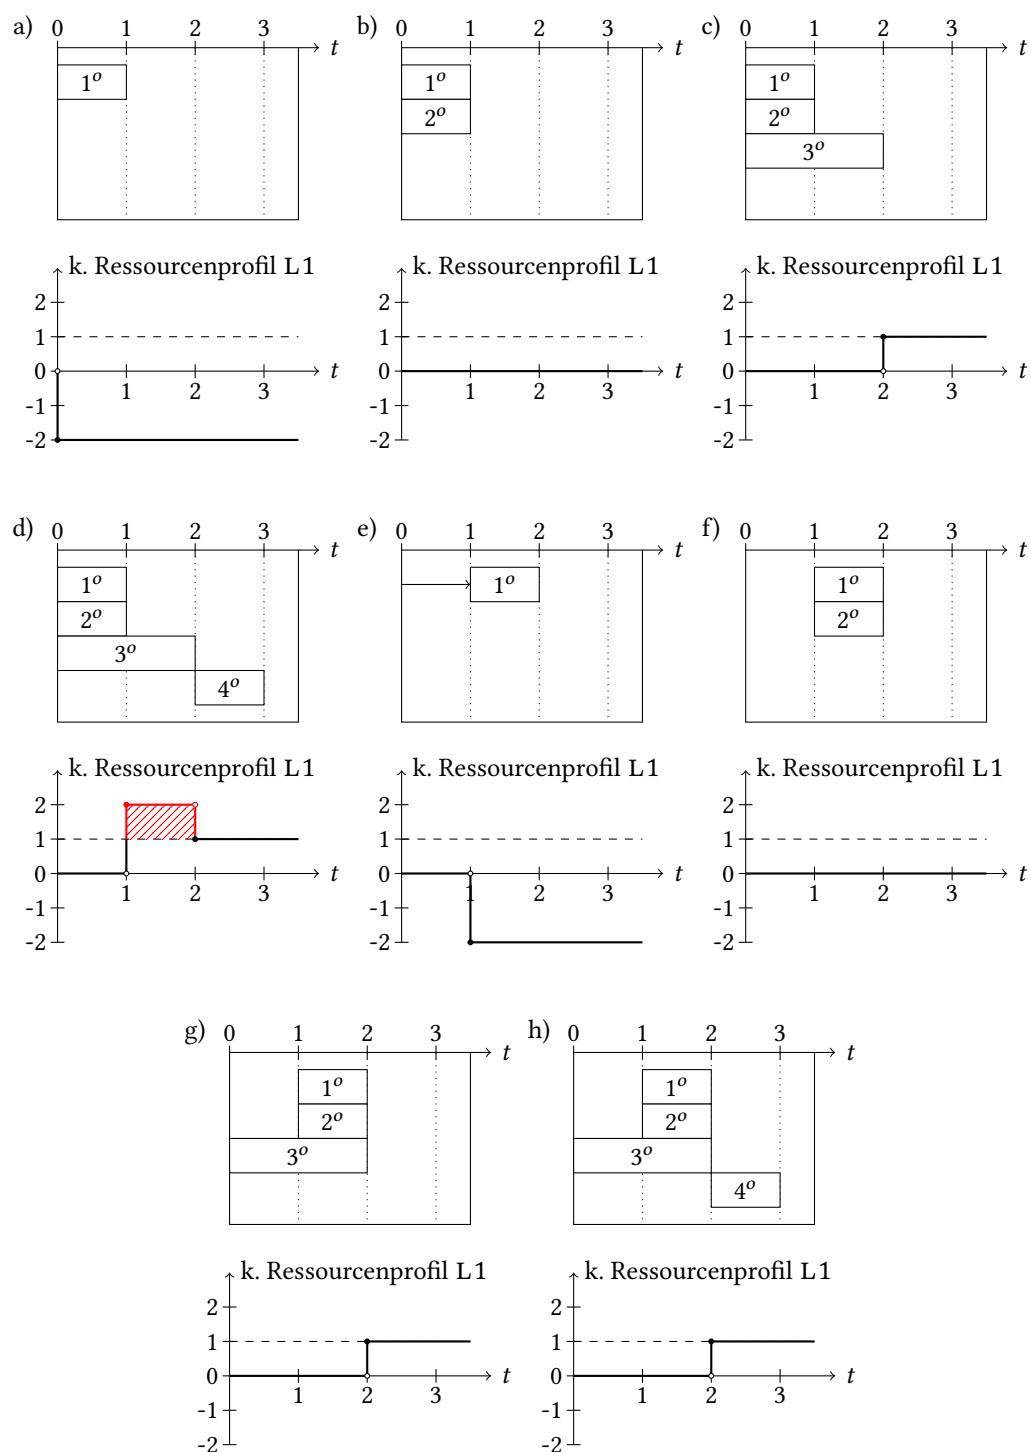 a) 0 1 2 3 t
1º
b) 0 1 2 3 t
1º
2º
c) 0 1 2 3 t
1º
2º
3º
k. Ressourcenprofil L1
2
1
0 1 2 3 t
-1
-2
k. Ressourcenprofil L1
2
1
0 1 2 3 t
-1
-2
k. Ressourcenprofil L1
2
1
0 1 2 3 t
-1
-2
d) 0 1 2 3 t
1º
2º
3º
4º
e) 0 1 2 3 t
1º
f) 0 1 2 3 t
1º
2º
k. Ressourcenprofil L1
2
1
0 1 2 3 t
-1
-2
k. Ressourcenprofil L1
2
1
0 1 2 3 t
-1
-2
k. Ressourcenprofil L1
2
1
0 1 2 3 t
-1
-2
g) 0 1 2 3 t
1º
2º
3º
h) 0 1 2 3 t
1º
2º
3º
4º
k. Ressourcenprofil L1
2
1
0 1 2 3 t
-1
-2
k. Ressourcenprofil L1
2
1
0 1 2 3 t
-1
-2